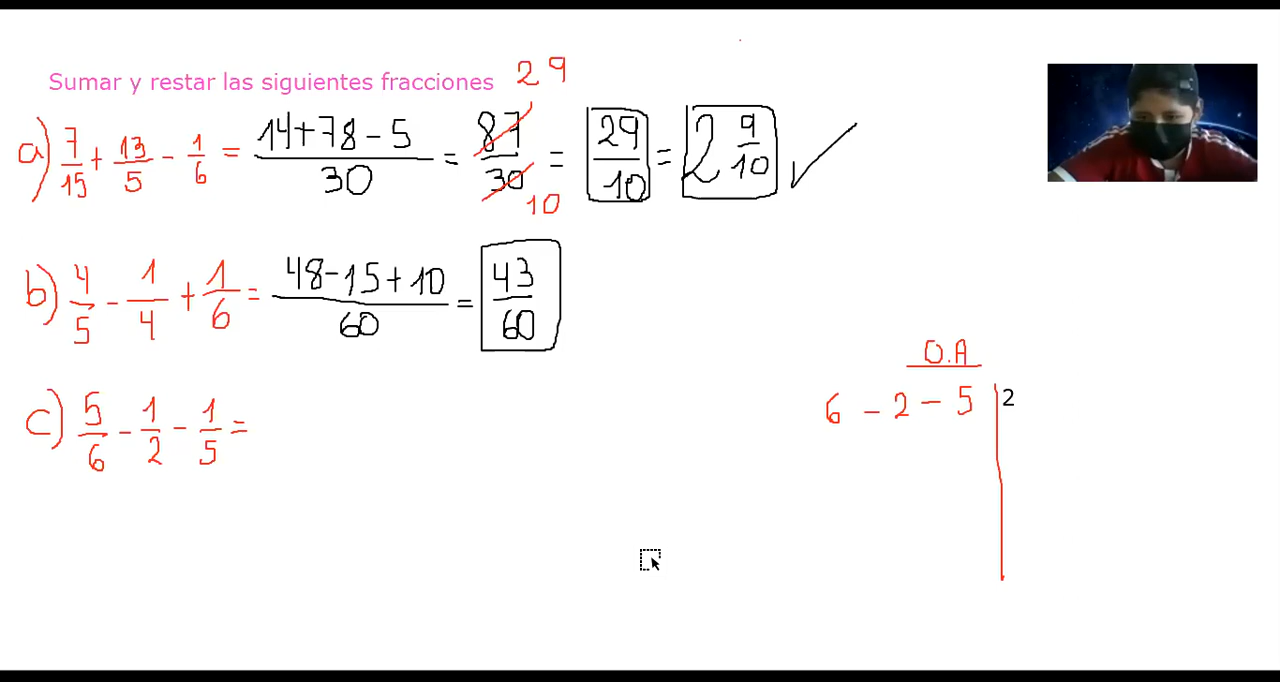 Sumar y restar las siguientes fracciones 29
a) 7/15 + 13/5 - 1/6 = (14+78-5)/30 = 87/30 = 29/10 = 2 9/10 ✓
10
b) 4/5 - 1/4 + 1/6 = (48-15+10)/60 = 43/60
O.A
6 - 2 - 5 | 2
c) 5/6 - 1/2 - 1/5 =